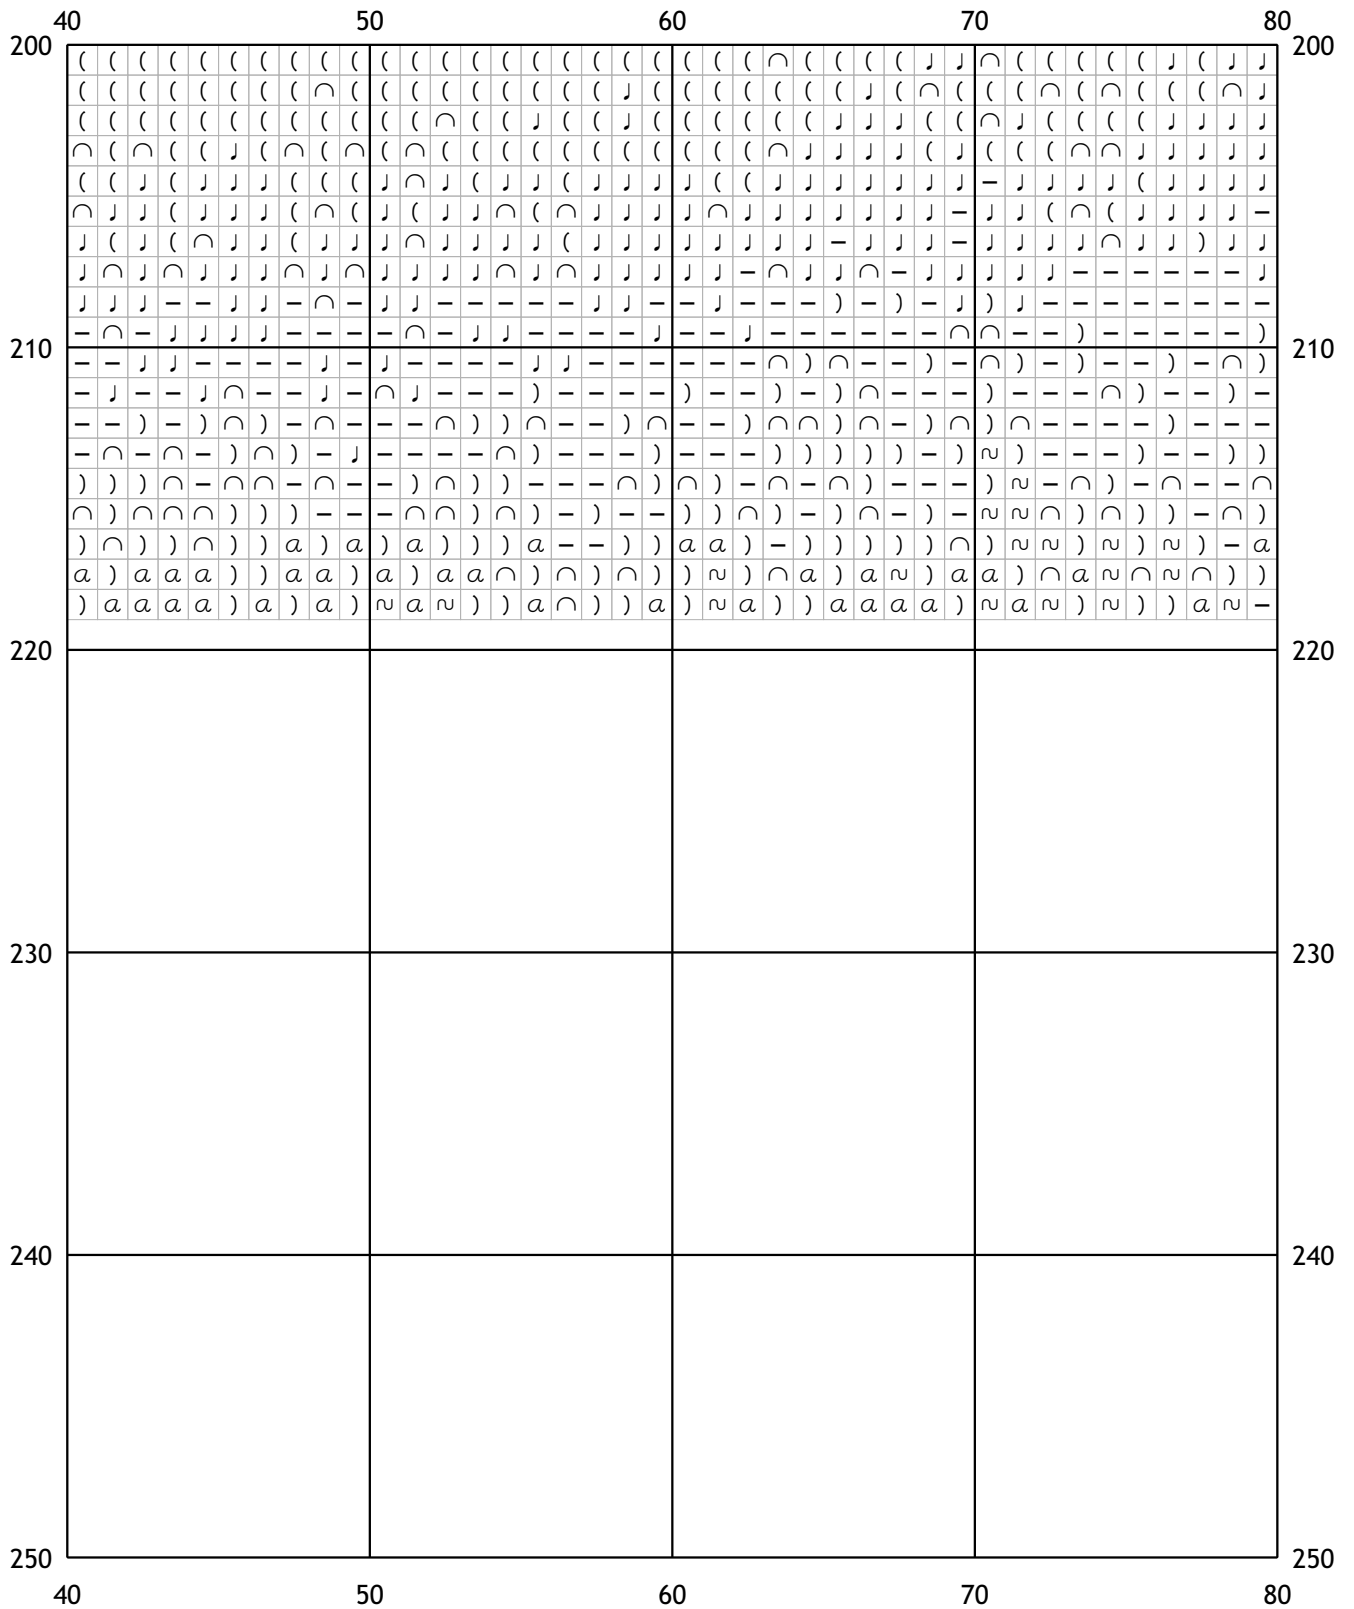 40 50 60 70 80
200 ( ( ( ( ( ( ( ( ( ( ( ( ( ( ( ( ( ( ( ( ( ( ( ∩ ( ( ( ( ♩ ♩ ∩ ( ( ( ( ( ♩ ( ♩ ♩ 200
( ( ( ( ( ( ( ( ∩ ( ( ( ( ( ( ( ( ( ♩ ( ( ( ( ( ( ( ♩ ( ∩ ( ( ( ∩ ( ∩ ( ( ( ∩ ♩
( ( ( ( ( ( ( ( ( ( ( ( ∩ ( ( ♩ ( ( ♩ ( ( ( ( ( ( ♩ ♩ ♩ ( ( ∩ ♩ ( ( ( ( ♩ ♩ ♩ ♩
∩ ( ∩ ( ( ♩ ( ∩ ( ∩ ( ∩ ( ( ( ( ( ( ( ( ( ( ( ∩ ♩ ♩ ♩ ♩ ( ♩ ( ( ( ∩ ∩ ♩ ♩ ♩ ♩ ♩
( ( ♩ ( ♩ ♩ ♩ ( ( ( ♩ ∩ ♩ ( ♩ ♩ ( ♩ ♩ ♩ ♩ ( ( ♩ ♩ ♩ ♩ ♩ ♩ ♩ – ♩ ♩ ♩ ♩ ( ♩ ♩ ♩ ♩
∩ ♩ ♩ ( ♩ ♩ ♩ ( ∩ ( ♩ ( ♩ ♩ ∩ ( ∩ ♩ ♩ ♩ ♩ ∩ ♩ ♩ ♩ ♩ ♩ ♩ ♩ – ♩ ♩ ( ∩ ( ♩ ♩ ♩ ♩ –
♩ ( ♩ ( ∩ ♩ ♩ ( ♩ ♩ ♩ ∩ ♩ ♩ ♩ ♩ ( ♩ ♩ ♩ ♩ ♩ ♩ ♩ ♩ – ♩ ♩ ♩ – ♩ ♩ ♩ ♩ ∩ ♩ ♩ ) ♩ ♩
♩ ∩ ♩ ∩ ♩ ♩ ♩ ∩ ♩ ∩ ♩ ♩ ♩ ♩ ∩ ♩ ∩ ♩ ♩ ♩ ♩ ♩ – ∩ ♩ ♩ ∩ – ♩ ♩ ♩ ♩ ♩ – – – – – – ♩
♩ ♩ ♩ – – ♩ ♩ – ∩ – ♩ ♩ – – – – – ♩ ♩ – – ♩ – – – ) – ) – ♩ ) ♩ – – – – – – – –
– ∩ – ♩ ♩ ♩ ♩ – – – – ∩ – ♩ ♩ – – – – ♩ – – ♩ – – – – – – ∩ ∩ – – ) – – – – – )
210 – – ♩ ♩ – – – – ♩ – ♩ – – – – ♩ ♩ – – – – – – ∩ ) ∩ – – ) – ∩ ) – ) – – ) – ∩ ) 210
– ♩ – – ♩ ∩ – – ♩ – ∩ ♩ – – – ) – – – – ) – – ) – ) ∩ – – – ) – – – ∩ ) – – ) –
– – ) – ) ∩ ) – ∩ – – – ∩ ) ) ∩ – – ) ∩ – – ) ∩ ∩ ) ∩ – ) ∩ ) ∩ – – – – ) – – –
– ∩ – ∩ – ) ∩ ) – ♩ – – – – ∩ ) – – – ) – – – ) ) ) ) ) – ) ~ ) – – – ) – – ) )
) ) ) ∩ – ∩ ∩ – ∩ – – ) ∩ ) ) – – – ∩ ) ∩ ) – ∩ – ∩ ) – – – ) ~ – ∩ ) – ∩ – – ∩
∩ ) ∩ ∩ ∩ ) ) ) – – – ∩ ∩ ) ∩ ) – ) – – ) ) ∩ ) – ) ∩ – ) – ~ ~ ∩ ) ∩ ) ) – ∩ )
) ∩ ) ) ∩ ) ) a ) a ) a ) ) ) a – – ) ) a a ) – ) ) ) ) ) ∩ ) ~ ~ ) ~ ) ~ ) – a
a ) a a a ) ) a a ) a ) a a ∩ ) ∩ ) ∩ ) ) ~ ) ∩ a ) a ~ ) a a ) ∩ a ~ ∩ ~ ∩ ) )
) a a a a ) a ) a ) ~ a ~ ) ) a ∩ ) ) a ) ~ a ) ) a a a a ) ~ a ~ ) ~ ) ) a ~ –
220 220
230 230
240 240
250 250
40 50 60 70 80